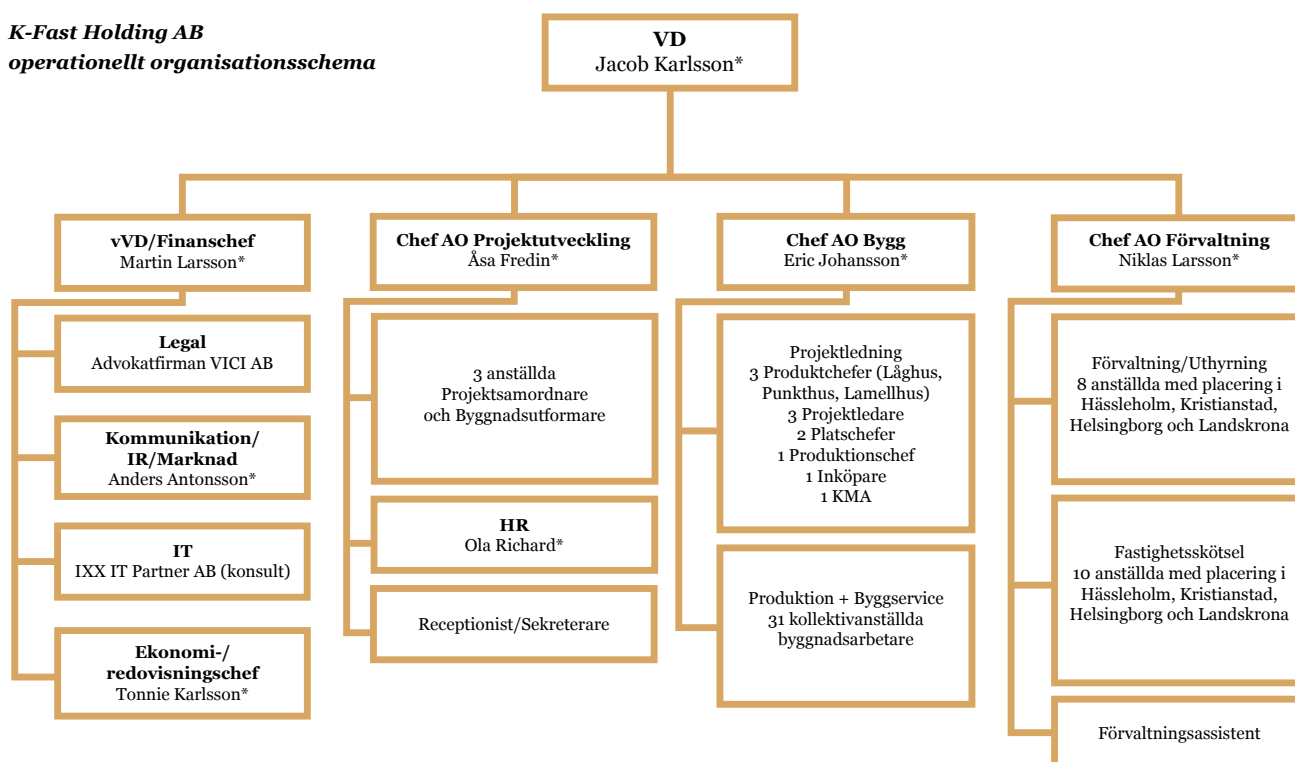 K-Fast Holding AB
operationellt organisationsschema
VD
Jacob Karlsson*
vVD/Finanschef
Martin Larsson*
Legal
Advokatfirman VICI AB
Kommunikation/
IR/Marknad
Anders Antonsson*
IT
IXX IT Partner AB (konsult)
Ekonomi-/
redovisningschef
Tonnie Karlsson*
Chef AO Projektutveckling
Åsa Fredin*
3 anställda
Projektsamordnare
och Byggnadsutformare
HR
Ola Richard*
Receptionist/Sekreterare
Chef AO Bygg
Eric Johansson*
Projektledning
3 Produktchefer (Låghus,
Punkthus, Lamellhus)
3 Projektledare
2 Platschefer
1 Produktionschef
1 Inköpare
1 KMA
Produktion + Byggservice
31 kollektivanställda
byggnadsarbetare
Chef AO Förvaltning
Niklas Larsson*
Förvaltning/Uthyrning
8 anställda med placering i
Hässleholm, Kristianstad,
Helsingborg och Landskrona
Fastighetsskötsel
10 anställda med placering i
Hässleholm, Kristianstad,
Helsingborg och Landskrona
Förvaltningsassistent